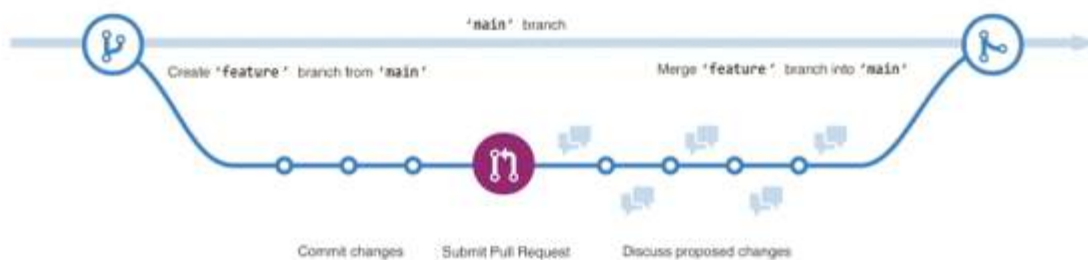 'main' branch
Create 'feature' branch from 'main'
Merge 'feature' branch into 'main'
Commit changes
Submit Pull Request
Discuss proposed changes